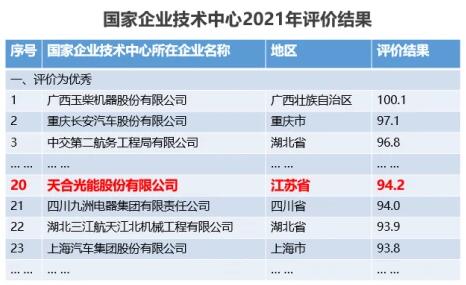 国家企业技术中心2021年评价结果
序号 国家企业技术中心所在企业名称 地区 评价结果
一、评价为优秀
1 广西玉柴机器股份有限公司 广西壮族自治区 100.1
2 重庆长安汽车股份有限公司 重庆市 97.1
3 中交第二航务工程局有限公司 湖北省 96.8
... ... ... ... ... ... ... ...
20 天合光能股份有限公司 江苏省 94.2
21 四川九洲电器集团有限责任公司 四川省 94.0
22 湖北三江航天江北机械工程有限公司 湖北省 93.9
23 上海汽车集团股份有限公司 上海市 93.8
... ... ... ... ... ... ... ...